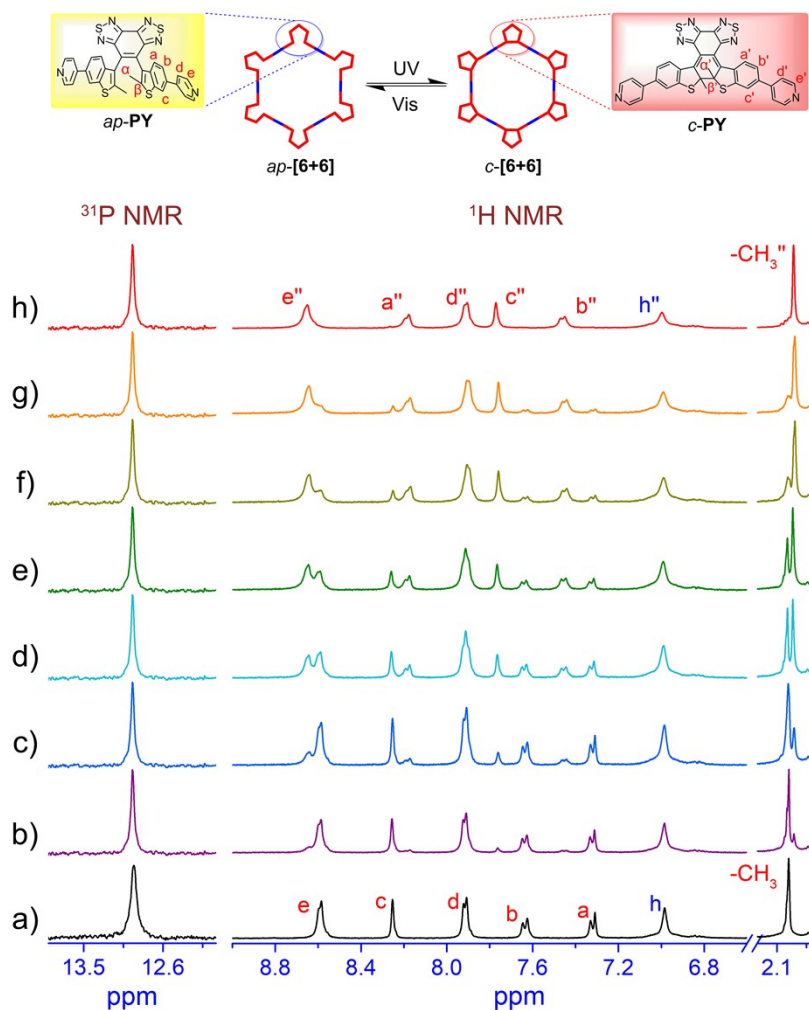 N S N N S N
a b e
α d
N β c N
S S
ap-PY
UV
Vis
ap-[6+6]
c-[6+6]
N S N N S N
a' b' e'
α' d'
N β' c' N
S S
c-PY
³¹P NMR
¹H NMR
h)
e'' a'' d'' c'' b'' h'' -CH₃''
g)
f)
e)
d)
c)
b)
a)
e c d b a h -CH₃
13.5 12.6 8.8 8.4 8.0 7.6 7.2 6.8 2.1
ppm ppm